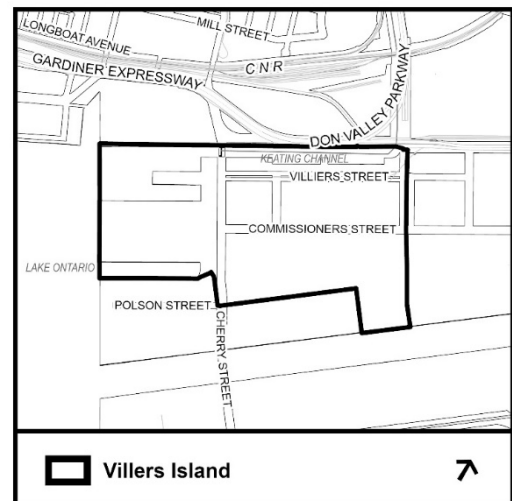 LONGBOAT AVENUE
MILL STREET
GARDINER EXPRESSWAY
CNR
DON VALLEY PARKWAY
KEATING CHANNEL
VILLIERS STREET
COMMISSIONERS STREET
LAKE ONTARIO
POLSON STREET
CHERRY STREET
Villers Island